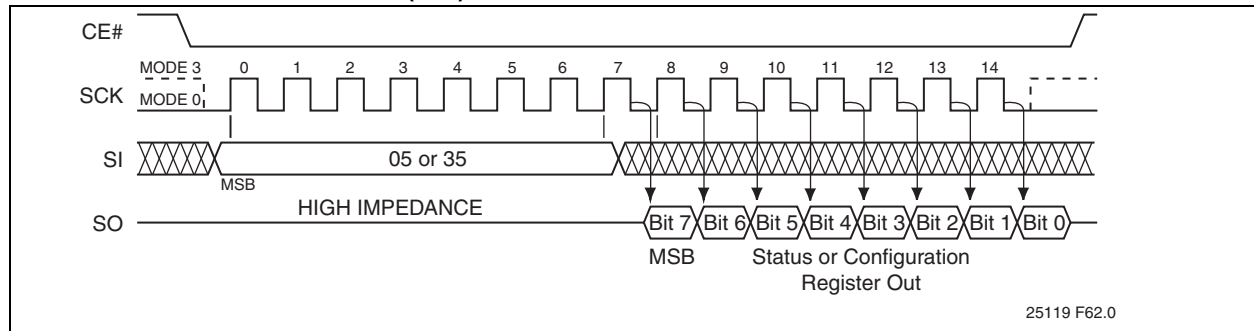 CE#
MODE 3 0 1 2 3 4 5 6 7 8 9 10 11 12 13 14
SCK
MODE 0
SI 05 or 35
MSB
HIGH IMPEDANCE
SO Bit 7 Bit 6 Bit 5 Bit 4 Bit 3 Bit 2 Bit 1 Bit 0
MSB Status or Configuration
Register Out
25119 F62.0